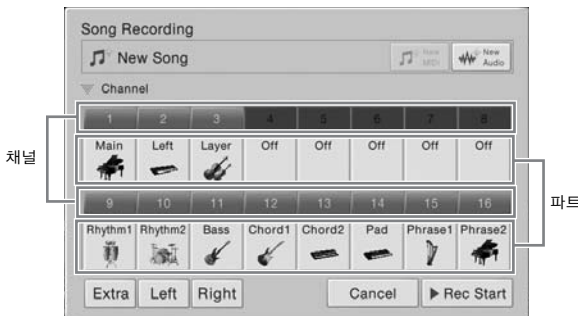 Song Recording
New Song
New MIDI
New Audio
Channel
1 2 3 4 5 6 7 8
채널
Main Left Layer Off Off Off Off Off
9 10 11 12 13 14 15 16
파트
Rhythm1 Rhythm2 Bass Chord1 Chord2 Pad Phrase1 Phrase2
Extra Left Right Cancel Rec Start